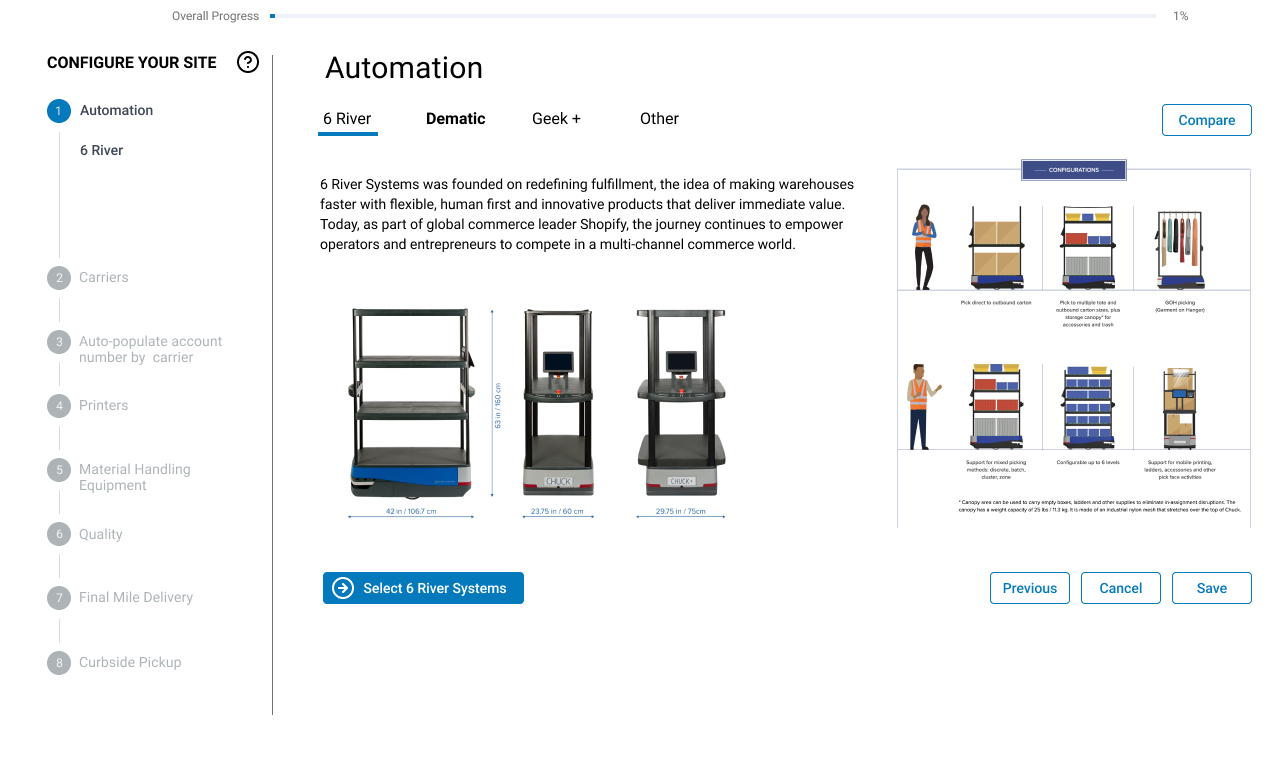 Overall Progress
1%
CONFIGURE YOUR SITE
?
1 Automation
6 River
2 Carriers
3 Auto-populate account
number by carrier
4 Printers
5 Material Handling
Equipment
6 Quality
7 Final Mile Delivery
8 Curbside Pickup
Automation
6 River
Dematic
Geek +
Other
Compare
6 River Systems was founded on redefining fulfillment, the idea of making warehouses
faster with flexible, human first and innovative products that deliver immediate value.
Today, as part of global commerce leader Shopify, the journey continues to empower
operators and entrepreneurs to compete in a multi-channel commerce world.
63 in / 160 cm
CHUCK
CHUCK+
42 in / 106.7 cm
23.75 in / 60 cm
29.75 in / 75cm
CONFIGURATIONS
Pick direct to outbound carton
Pick to multiple tote and
outbound carton sizes, plus
storage canopy* for
accessories and trash
GOH picking
(Garment on Hanger)
Support for mixed picking
methods: discrete, batch,
cluster, zone
Configurable up to 6 levels
Support for mobile printing,
ladders, accessories and other
pick face activities
* Canopy area can be used to carry empty boxes, ladders and other supplies to eliminate in-assignment disruptions. The
canopy has a weight capacity of 25 lbs / 11.3 kg. It is made of an industrial nylon mesh that stretches over the top of Chuck.
Select 6 River Systems
Previous
Cancel
Save